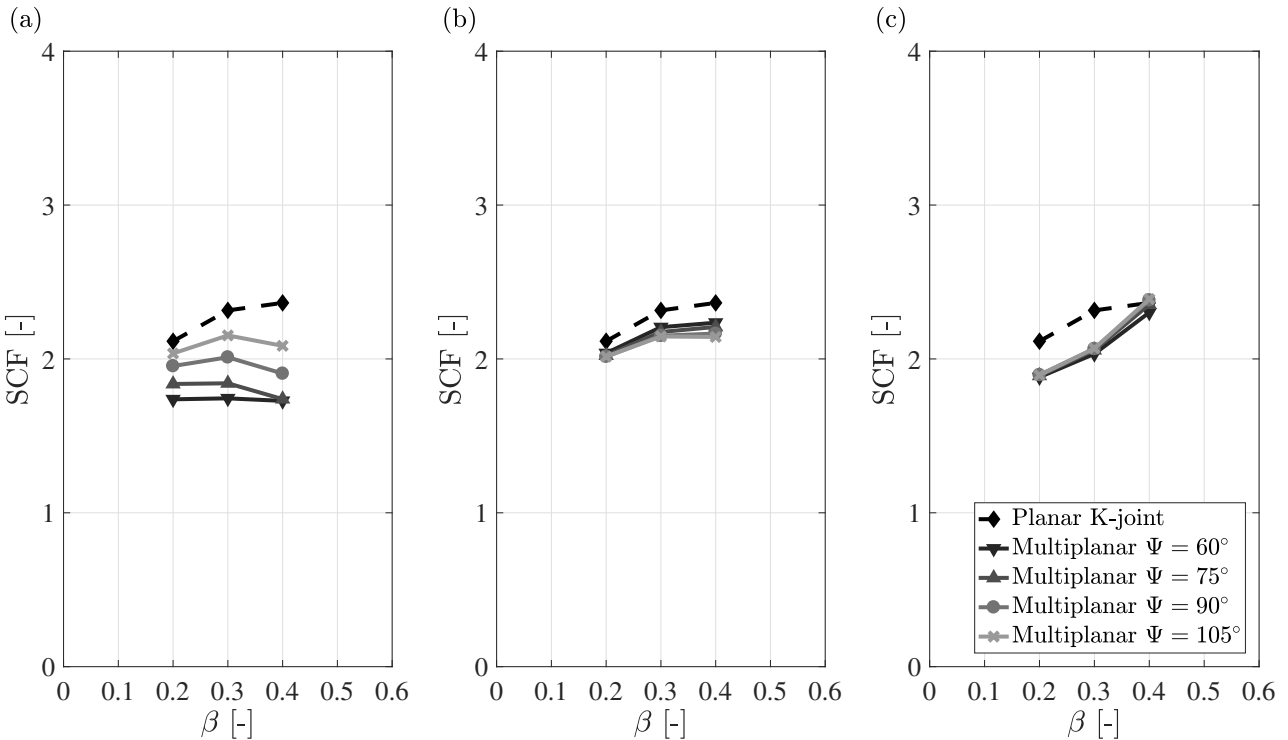 (a)
4
3
2
1
0
SCF [-]
0 0.1 0.2 0.3 0.4 0.5 0.6
β [-]
(b)
4
3
2
1
0
SCF [-]
0 0.1 0.2 0.3 0.4 0.5 0.6
β [-]
(c)
4
3
2
1
0
SCF [-]
0 0.1 0.2 0.3 0.4 0.5 0.6
β [-]
Planar K-joint
Multiplanar Ψ = 60°
Multiplanar Ψ = 75°
Multiplanar Ψ = 90°
Multiplanar Ψ = 105°